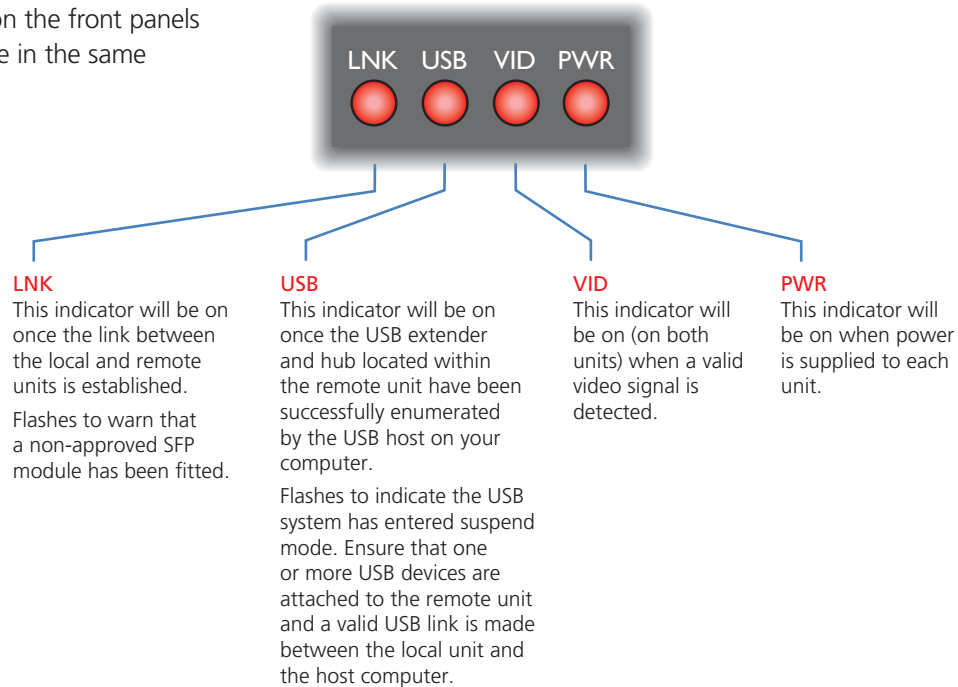 on the front panels
e in the same
LNK USB VID PWR
LNK
This indicator will be on
once the link between
the local and remote
units is established.
Flashes to warn that
a non-approved SFP
module has been fitted.
USB
This indicator will be on
once the USB extender
and hub located within
the remote unit have been
successfully enumerated
by the USB host on your
computer.
Flashes to indicate the USB
system has entered suspend
mode. Ensure that one
or more USB devices are
attached to the remote unit
and a valid USB link is made
between the local unit and
the host computer.
VID
This indicator will
be on (on both
units) when a valid
video signal is
detected.
PWR
This indicator will
be on when power
is supplied to each
unit.